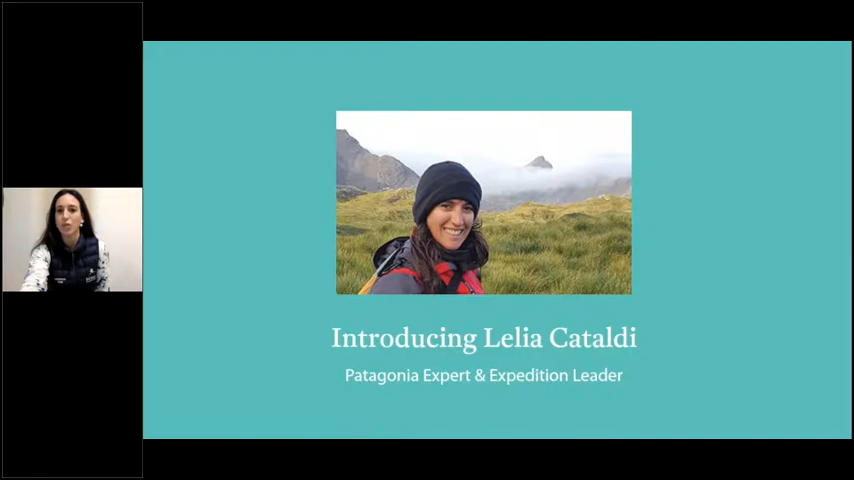 Introducing Lelia Cataldi
Patagonia Expert & Expedition Leader